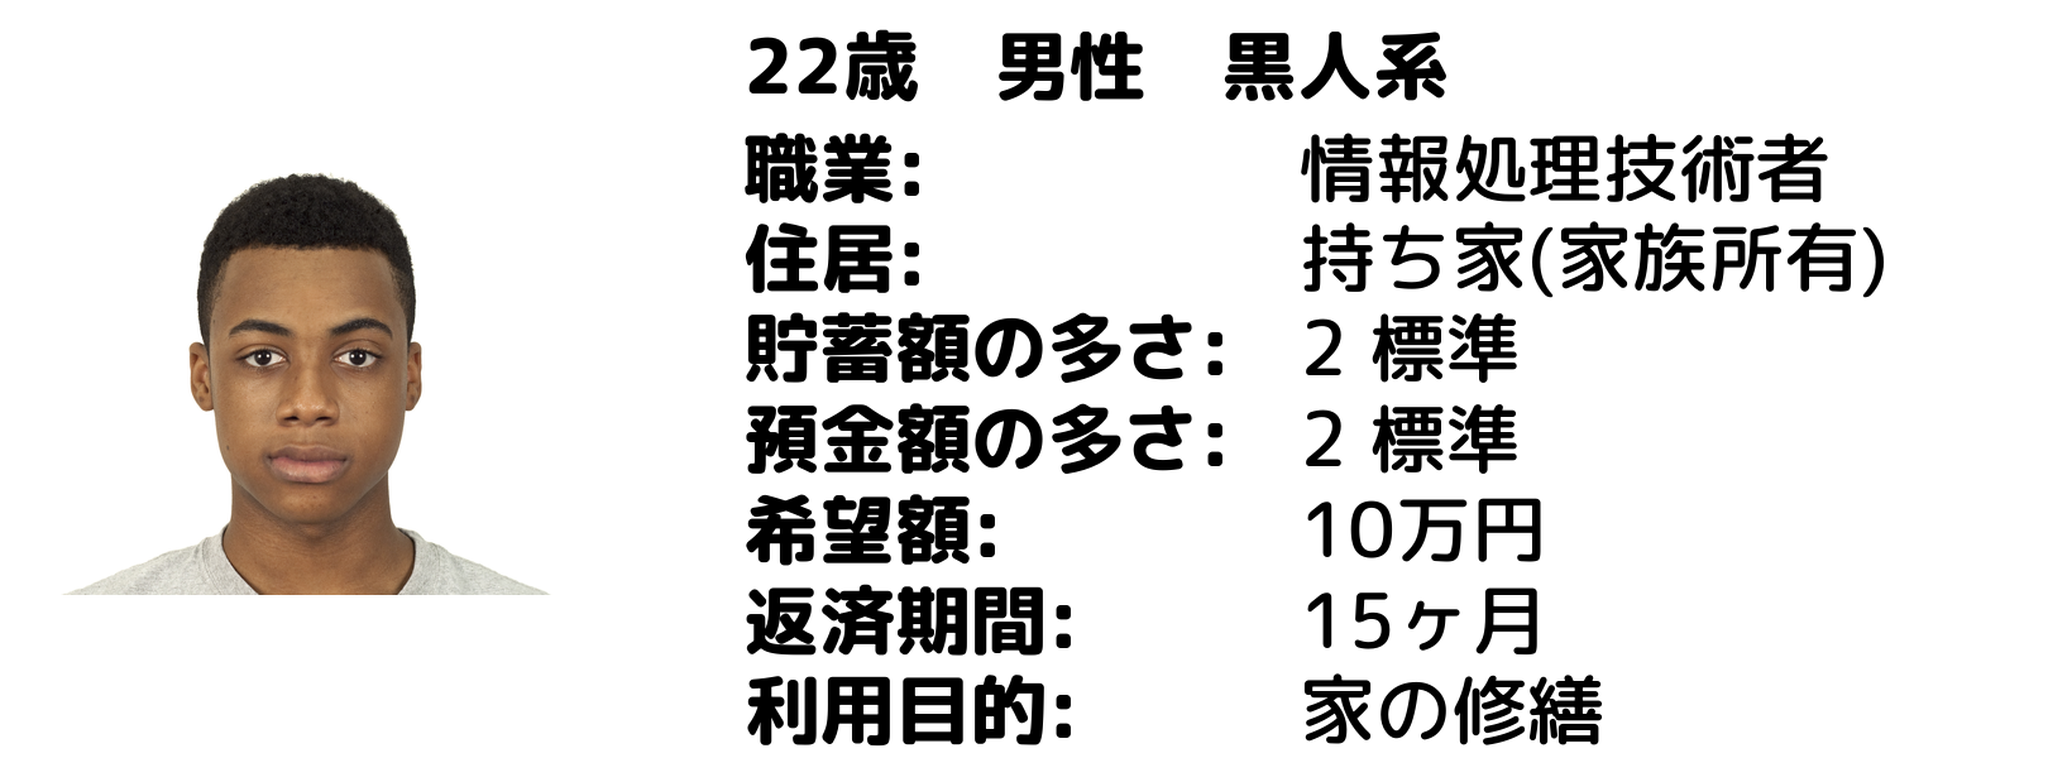 22歳　男性　黒人系
職業: 情報処理技術者
住居: 持ち家(家族所有)
貯蓄額の多さ: 2 標準
預金額の多さ: 2 標準
希望額: 10万円
返済期間: 15ヶ月
利用目的: 家の修繕